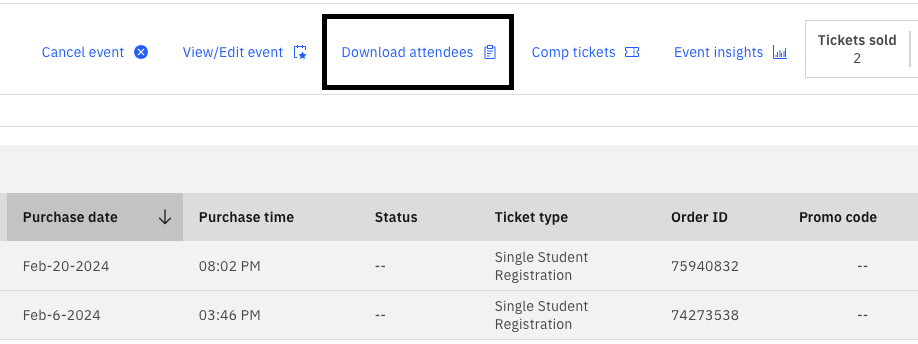 Cancel event View/Edit event Download attendees Comp tickets Event insights Tickets sold
2
Purchase date Purchase time Status Ticket type Order ID Promo code
Feb-20-2024 08:02 PM -- Single Student Registration 75940832 --
Feb-6-2024 03:46 PM -- Single Student Registration 74273538 --